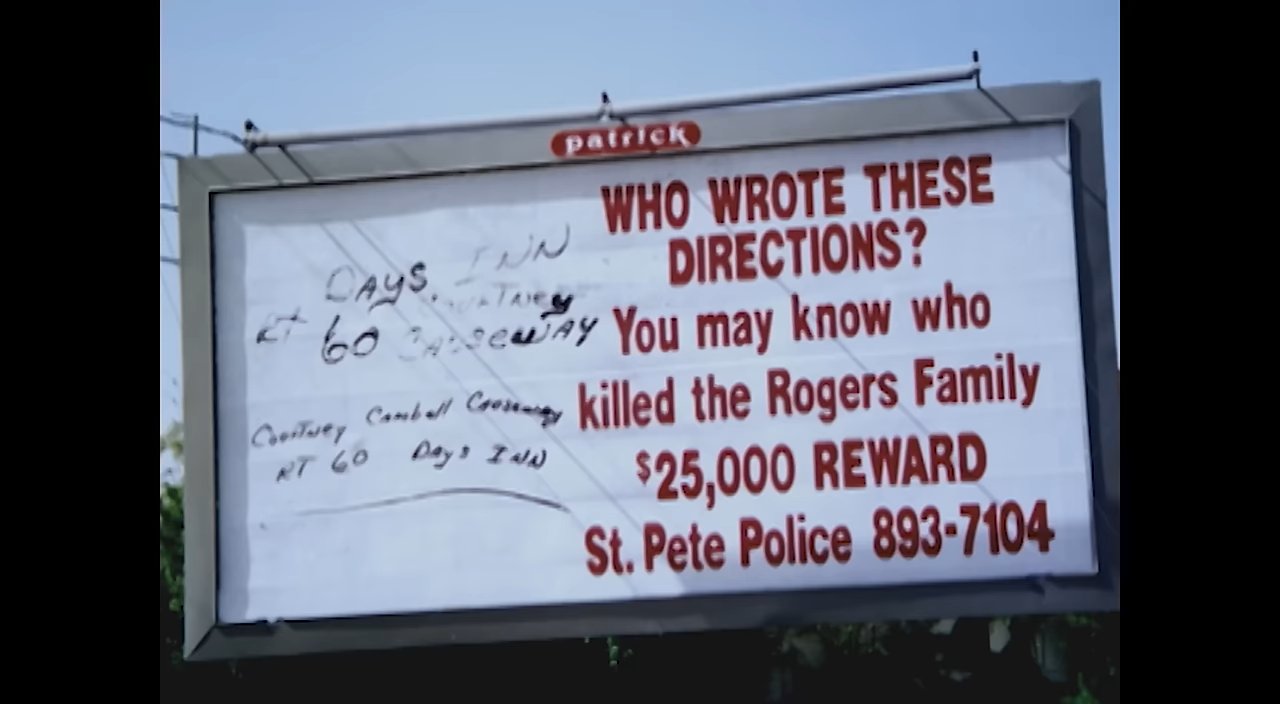 patrick
WHO WROTE THESE
DIRECTIONS?
You may know who
killed the Rogers Family
$25,000 REWARD
St. Pete Police 893-7104
DAYS INN
COURTNEY
RT 60 CAUSEWAY
Courtney Cambell Causeway
RT 60 Days INN